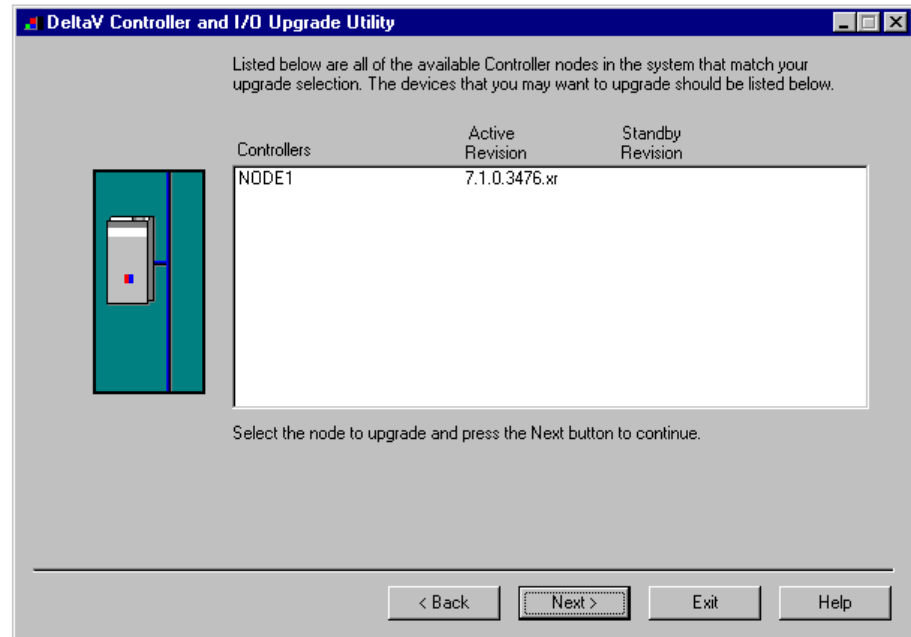 DeltaV Controller and I/O Upgrade Utility
Listed below are all of the available Controller nodes in the system that match your
upgrade selection. The devices that you may want to upgrade should be listed below.
Controllers Active Revision Standby Revision
NODE1 7.1.0.3476.xr
Select the node to upgrade and press the Next button to continue.
< Back Next > Exit Help